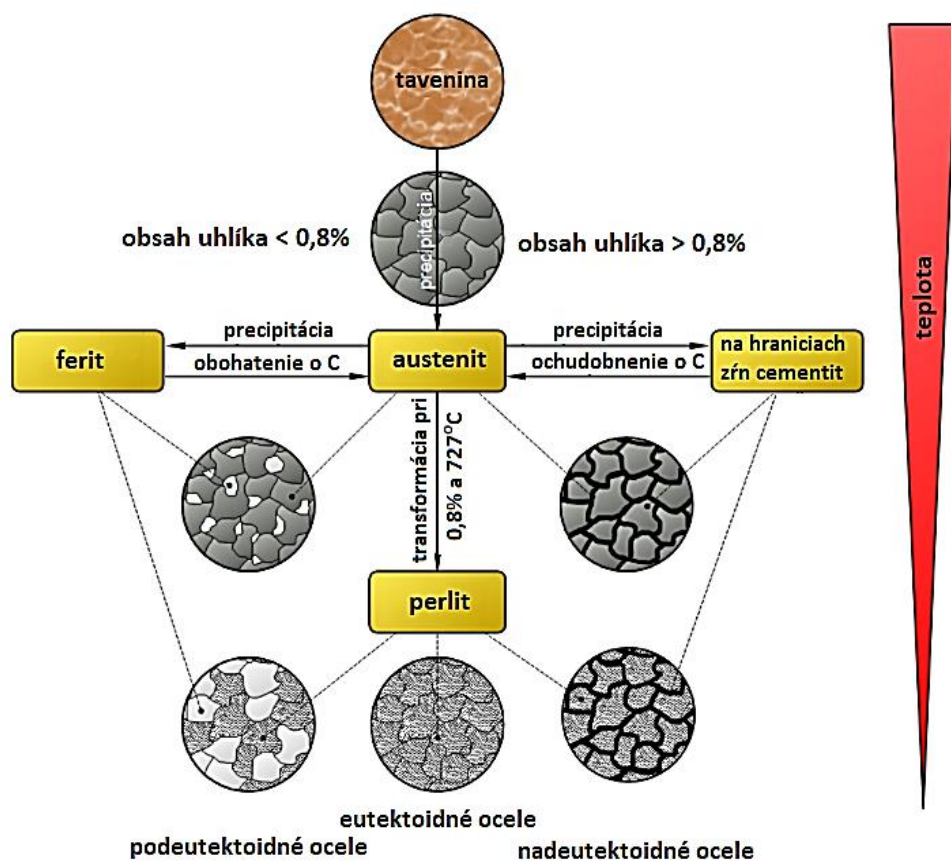 tavenina
precipitácia
obsah uhlíka < 0,8%
obsah uhlíka > 0,8%
teplota
ferit
precipitácia
obohatenie o C
austenit
precipitácia
ochudobnenie o C
na hraniciach
zŕn cementit
transformácia pri
0,8% a 727°C
perlit
podeutektoidné ocele
eutektoidné ocele
nadeutektoidné ocele